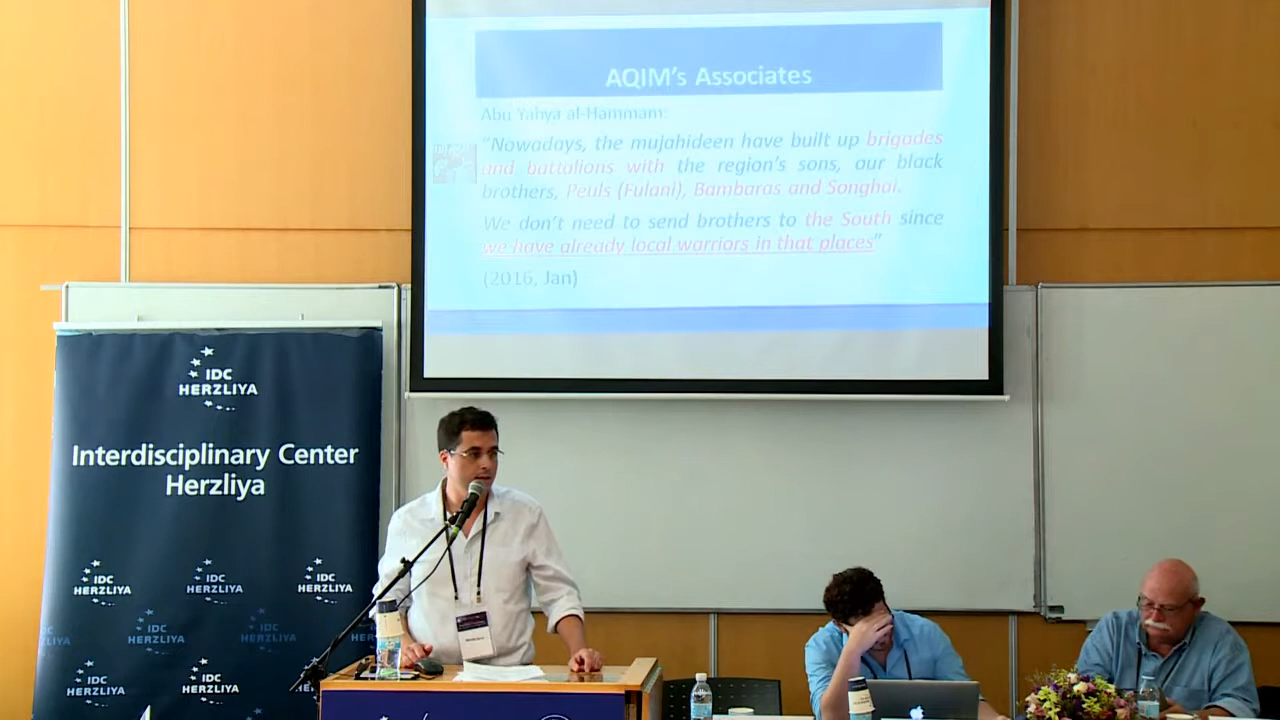 AQIM's Associates
Abu Yahya al-Hammam:
"Nowadays, the mujahideen have built up brigades
and battalions with the region's sons, our black
brothers, Peuls (Fulani), Bambaras and Songhai.
We don't need to send brothers to the South since
we have already local warriors in that places"
(2016, Jan)
IDC
HERZLIYA
Interdisciplinary Center
Herzliya
IDC
HERZLIYA
IDC
HERZLIYA
IDC
HERZLIYA
IDC
HERZLIYA
IDC
HERZLIYA
IDC
HERZLIYA
IDC
HERZLIYA